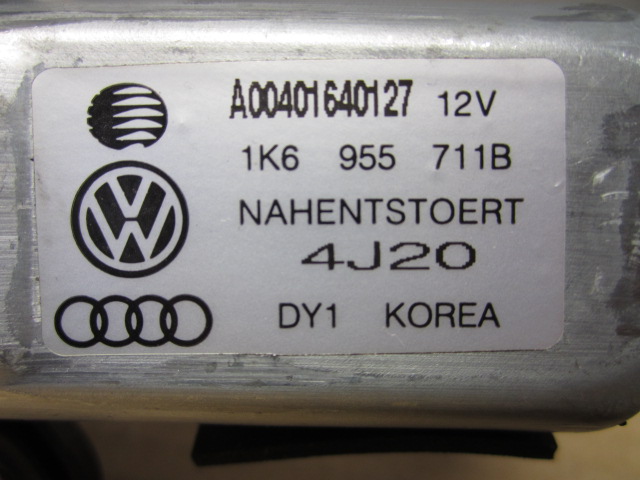 A00401640127 12V
1K6 955 711B
NAHENTSTOERT
4J20
DY1 KOREA